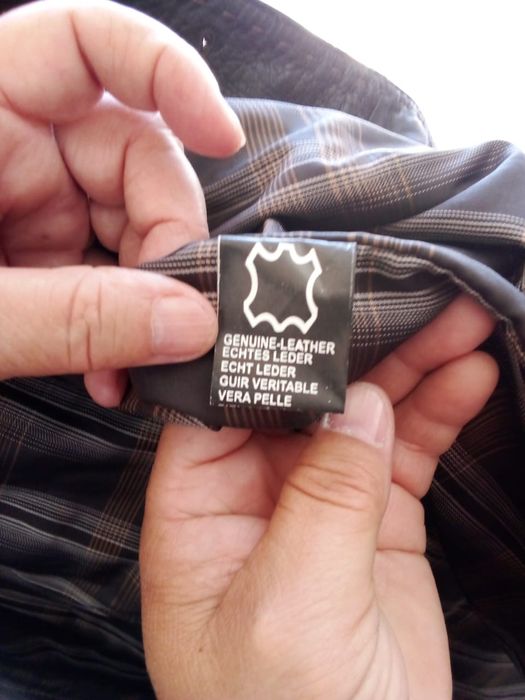 GENUINE-LEATHER
ECHTES LEDER
ECHT LEDER
GUIR VERITABLE
VERA PELLE